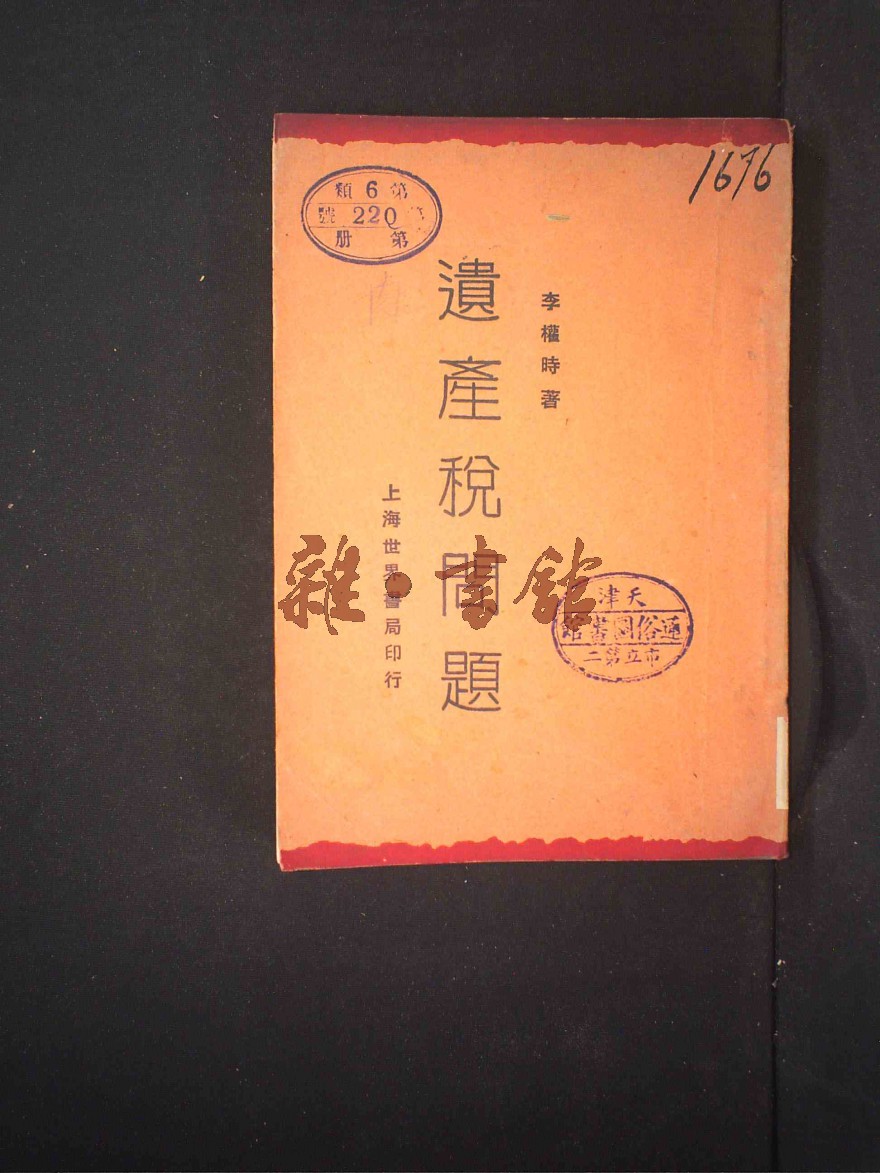 1676
李權時著
遺產稅問題
上海世界書局印行
第6類
第220號
第 册
天津
市立第二
通俗圖書館
雜·書館